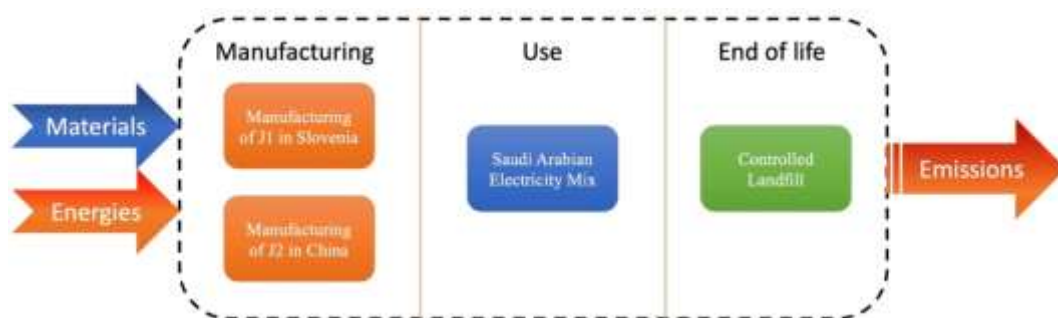 Manufacturing
Use
End of life
Materials
Energies
Manufacturing
of J1 in Slovenia
Manufacturing
of J2 in China
Saudi Arabian
Electricity Mix
Controlled
Landfill
Emissions